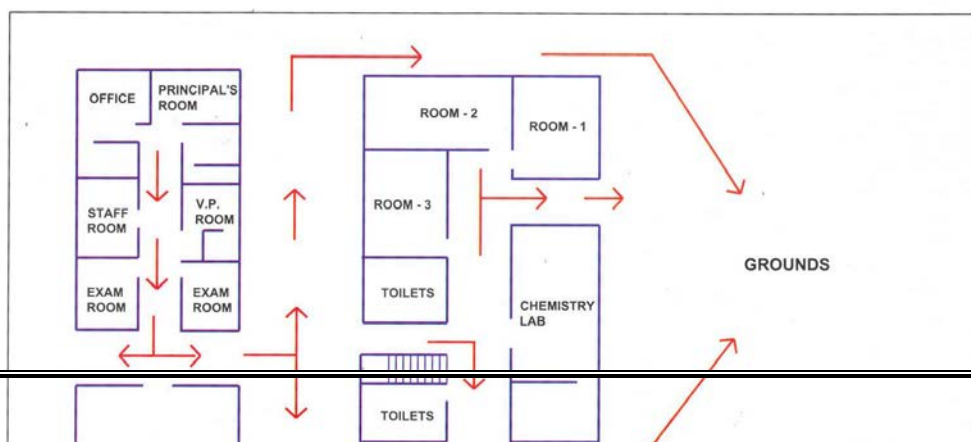 OFFICE
PRINCIPAL'S
ROOM
ROOM - 2
ROOM - 1
STAFF
ROOM
V.P.
ROOM
ROOM - 3
GROUNDS
EXAM
ROOM
EXAM
ROOM
TOILETS
CHEMISTRY
LAB
TOILETS